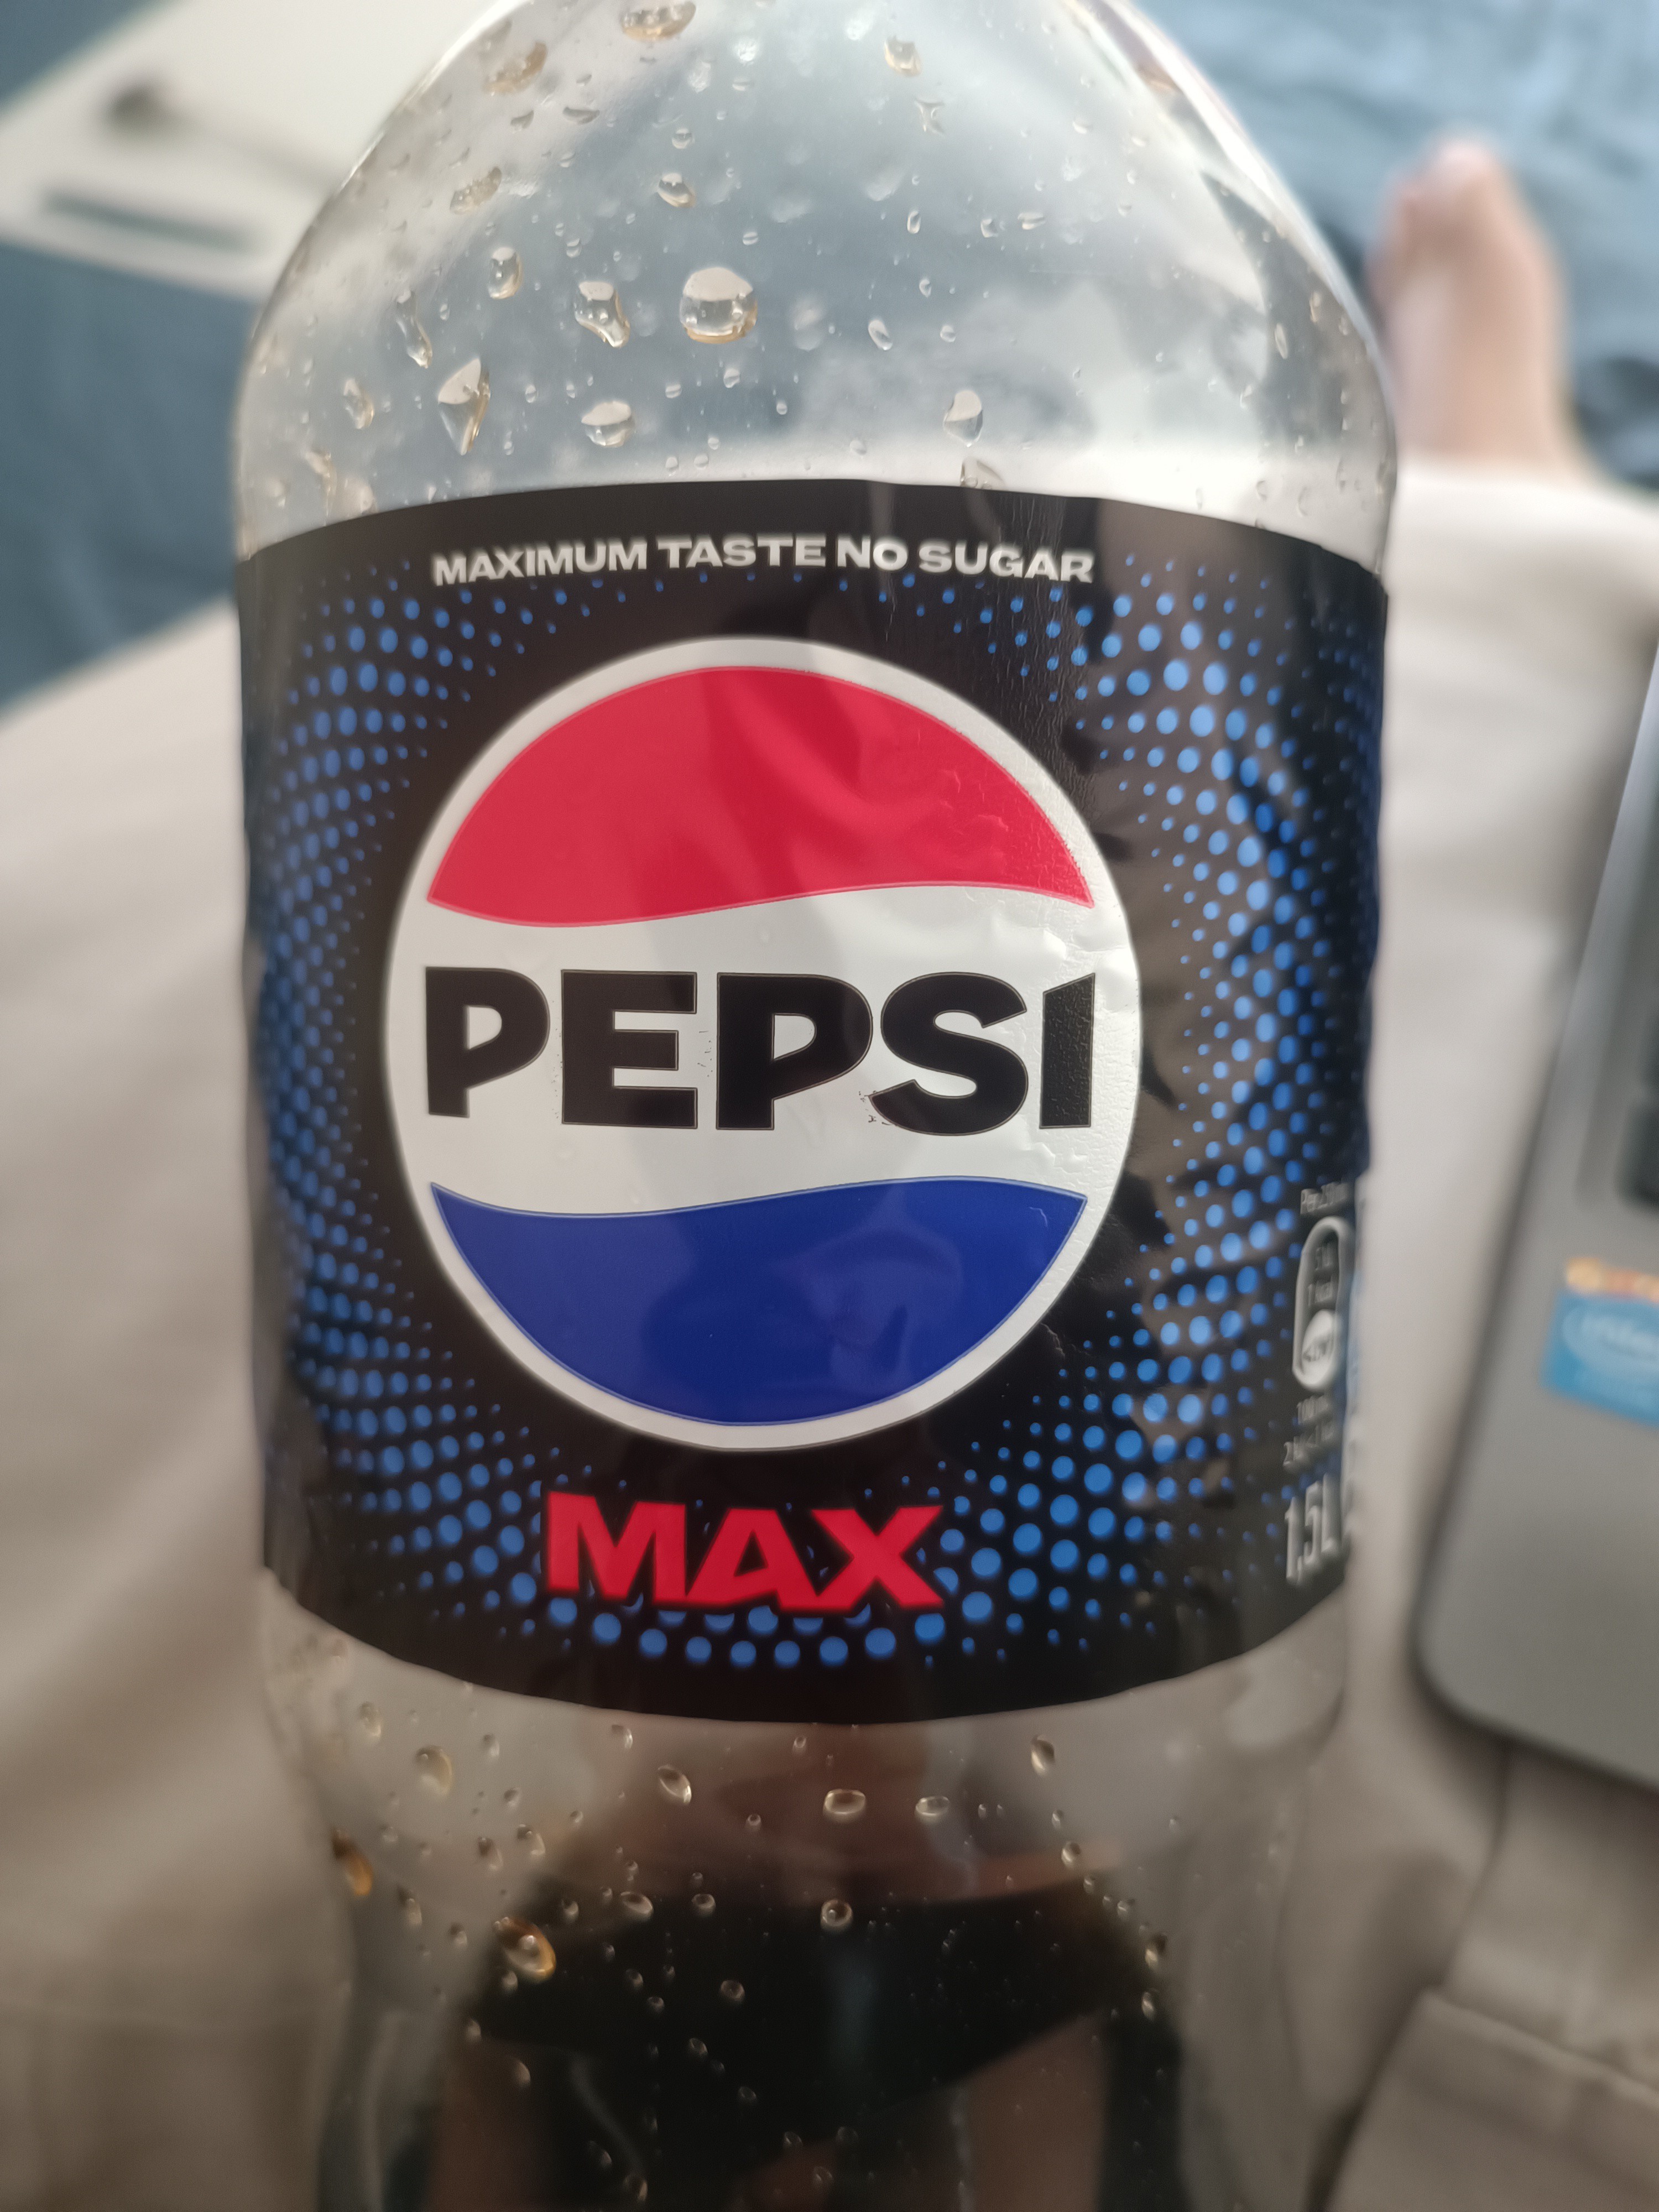 MAXIMUM TASTE NO SUGAR
PEPSI
MAX
1.5L